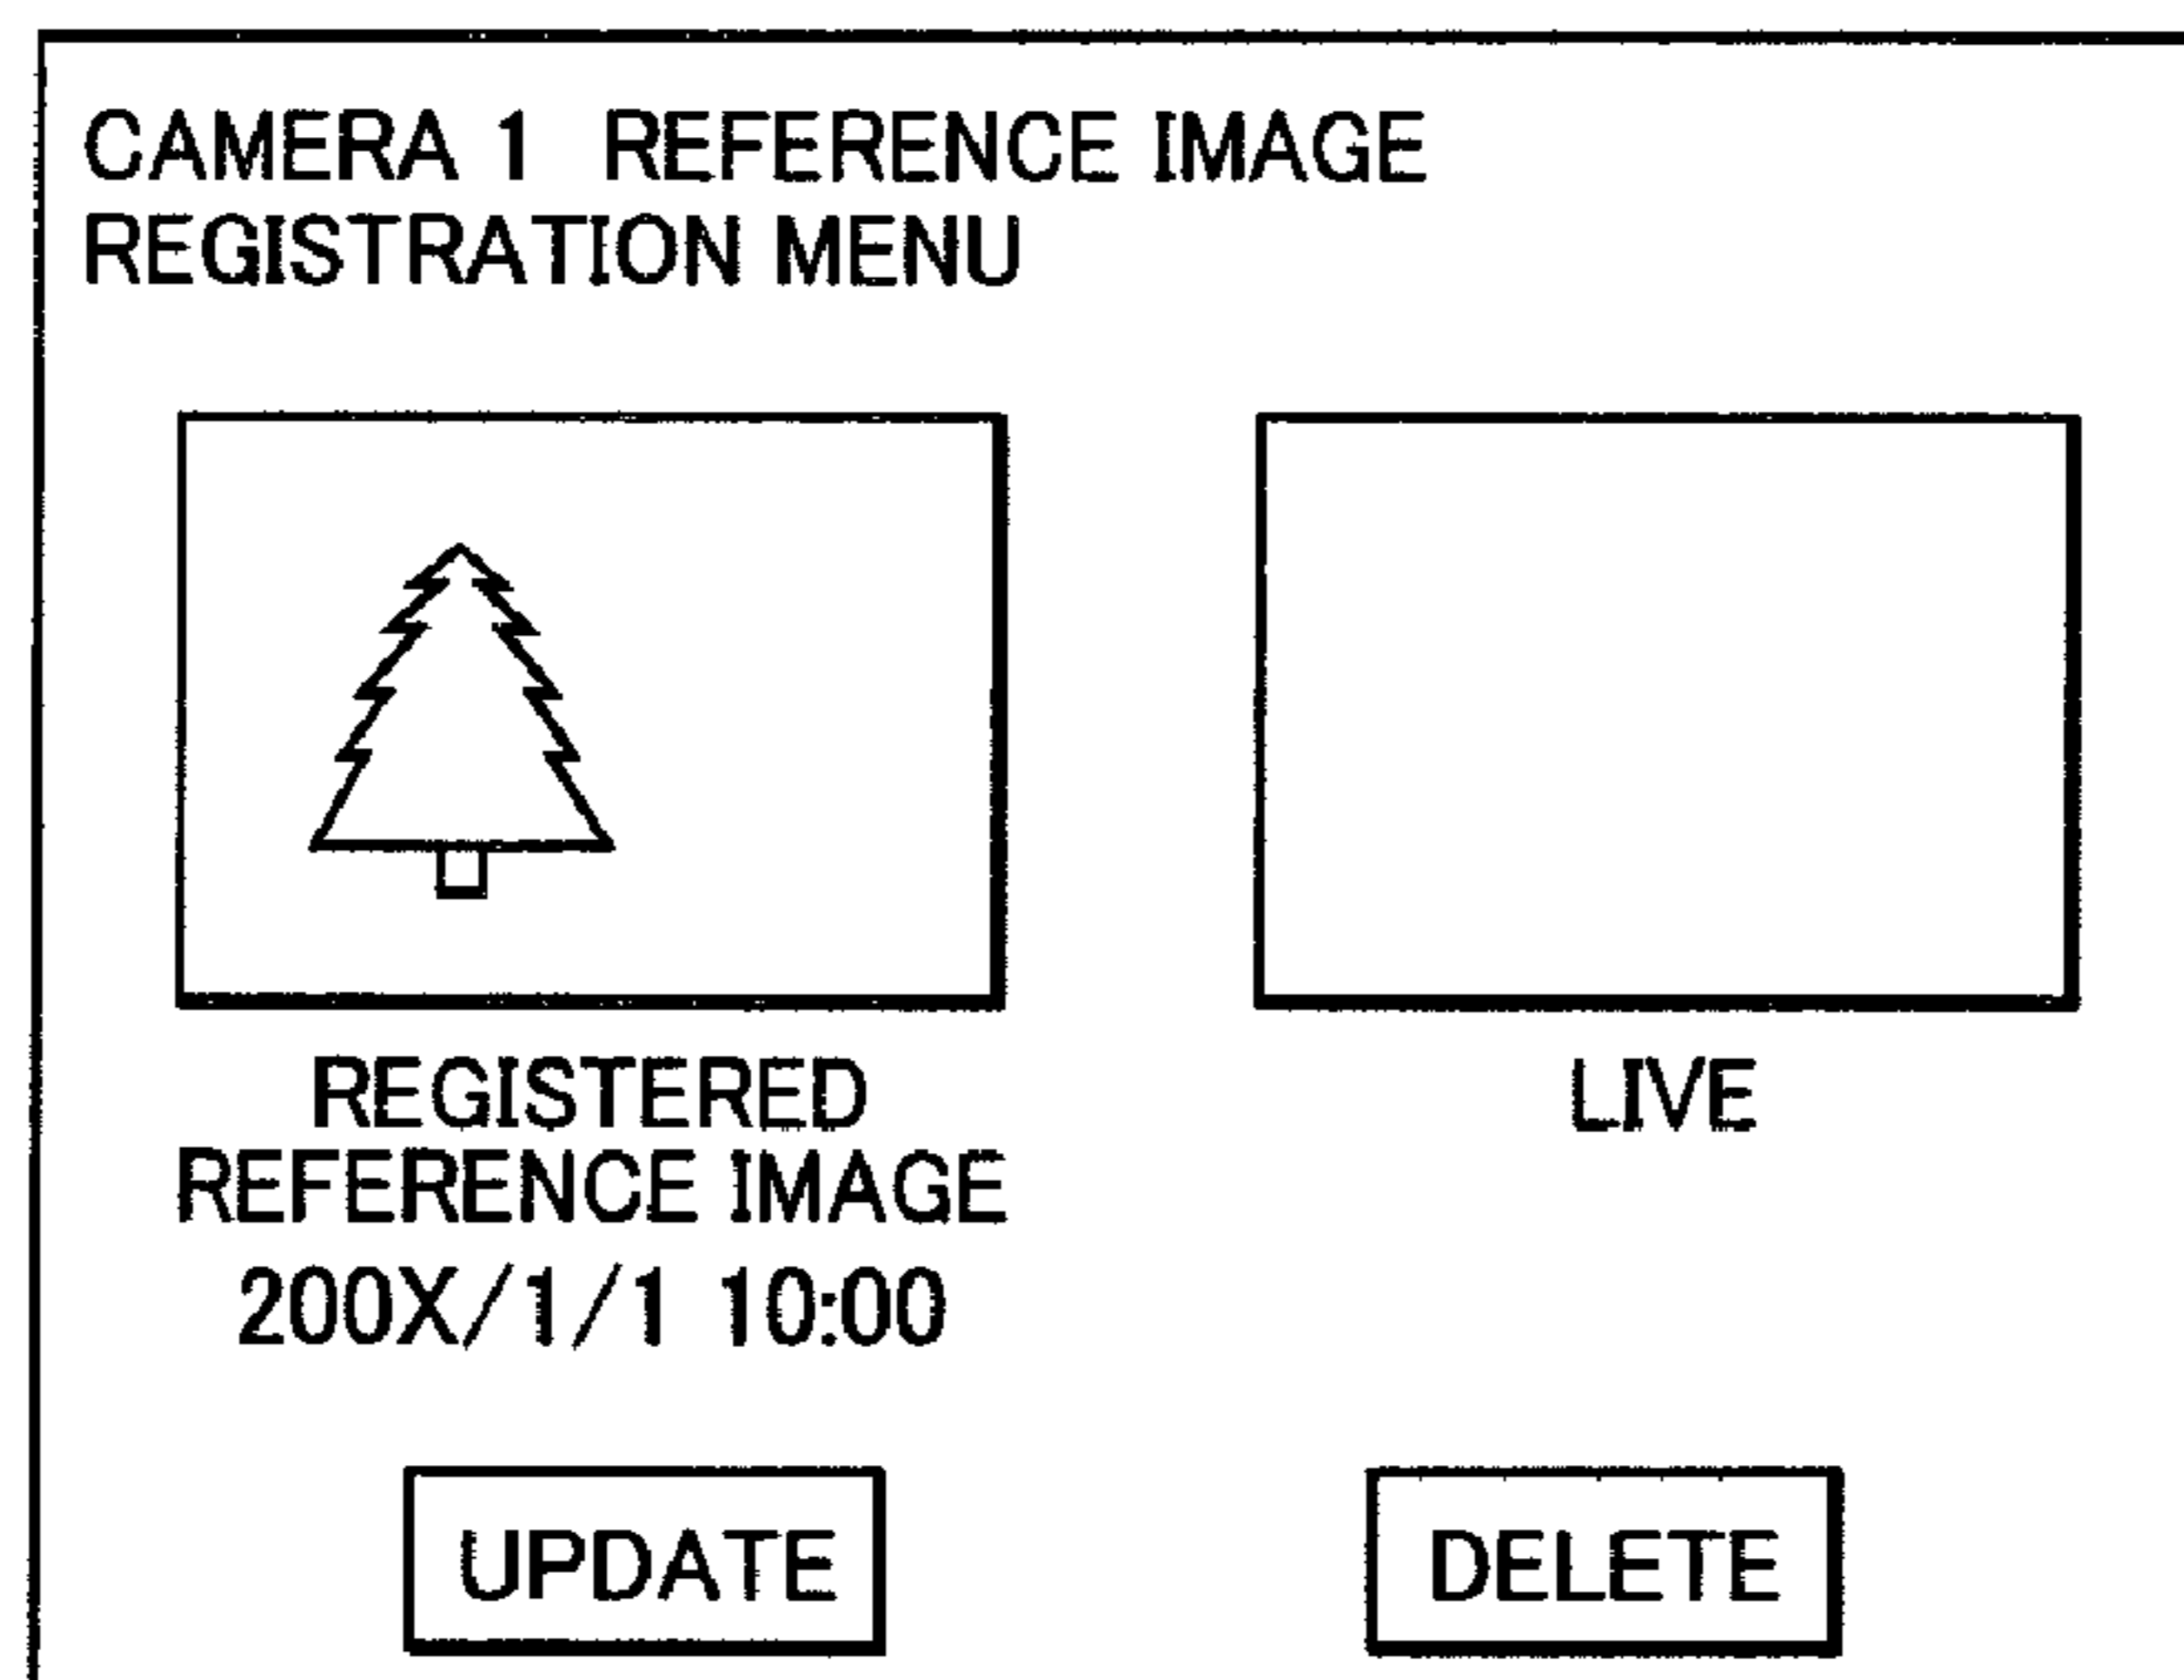 CAMERA 1 REFERENCE IMAGE
REGISTRATION MENU
REGISTERED
REFERENCE IMAGE
200X/1/1 10:00
LIVE
UPDATE
DELETE